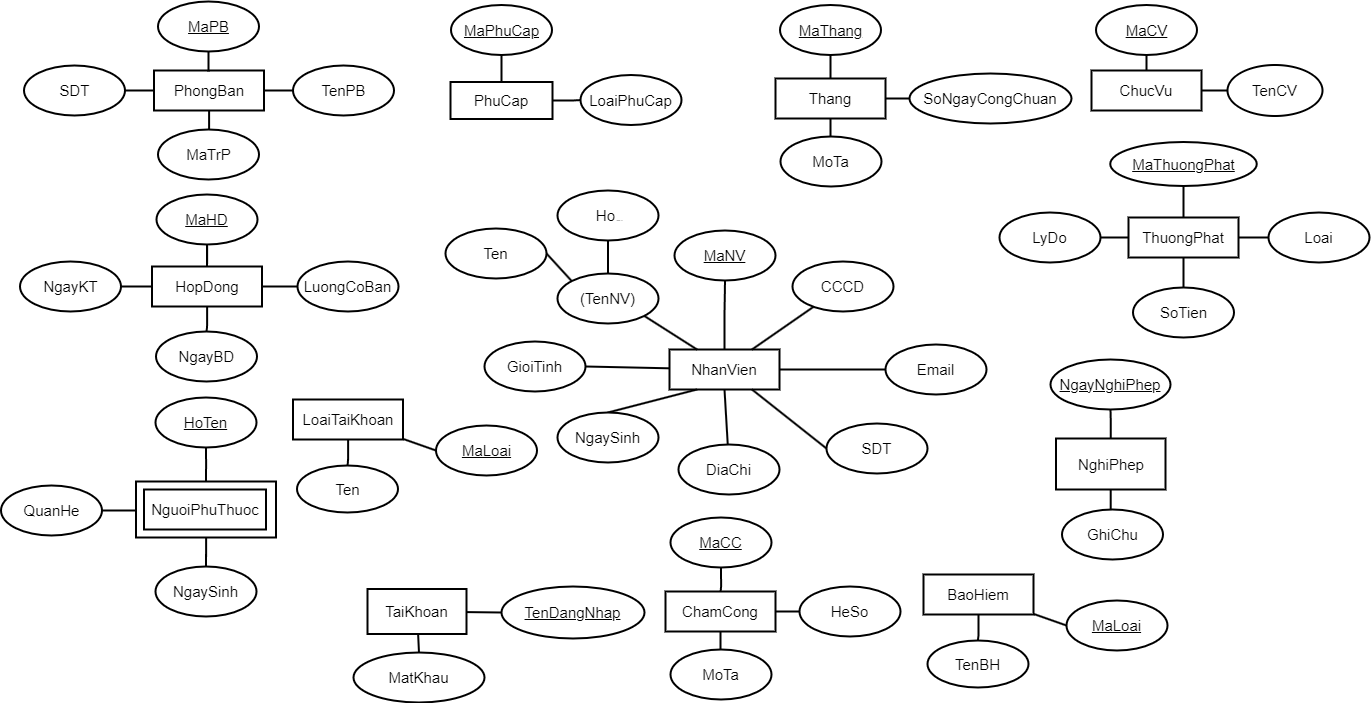 MaPB
SDT
PhongBan
TenPB
MaTrP
MaPhuCap
PhuCap
LoaiPhuCap
MaThang
Thang
SoNgayCongChuan
MoTa
MaCV
ChucVu
TenCV
MaThuongPhat
LyDo
ThuongPhat
Loai
SoTien
MaHD
NgayKT
HopDong
LuongCoBan
NgayBD
Ho...
Ten
(TenNV)
MaNV
CCCD
GioiTinh
NhanVien
Email
NgaySinh
DiaChi
SDT
NgayNghiPhep
NghiPhep
GhiChu
HoTen
QuanHe
NguoiPhuThuoc
NgaySinh
LoaiTaiKhoan
MaLoai
Ten
TaiKhoan
TenDangNhap
MatKhau
MaCC
ChamCong
HeSo
MoTa
BaoHiem
MaLoai
TenBH